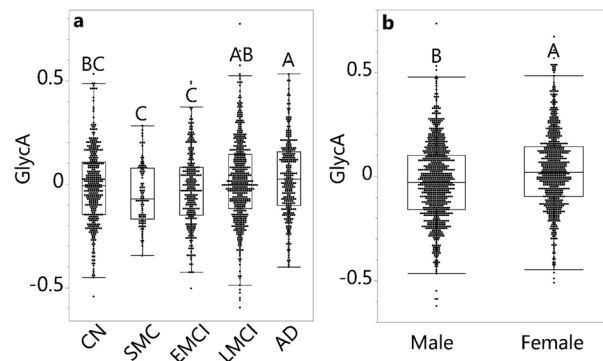 a
BC
C
C
AB
A
GlycA
0.5
0
-0.5
CN
SMC
EMCI
LMCI
AD
b
B
A
GlycA
0.5
0
-0.5
Male
Female